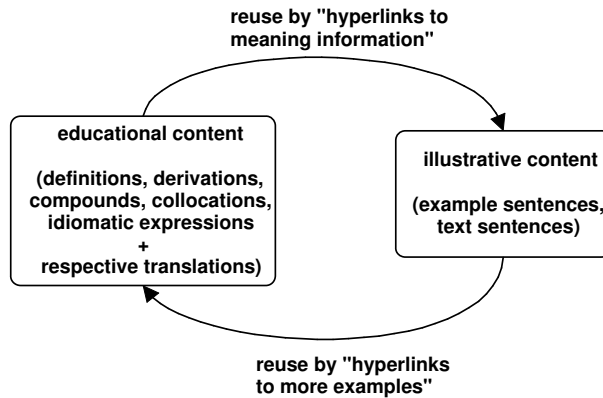 reuse by "hyperlinks to
meaning information"
educational content
(definitions, derivations,
compounds, collocations,
idiomatic expressions
+
respective translations)
illustrative content
(example sentences,
text sentences)
reuse by "hyperlinks
to more examples"